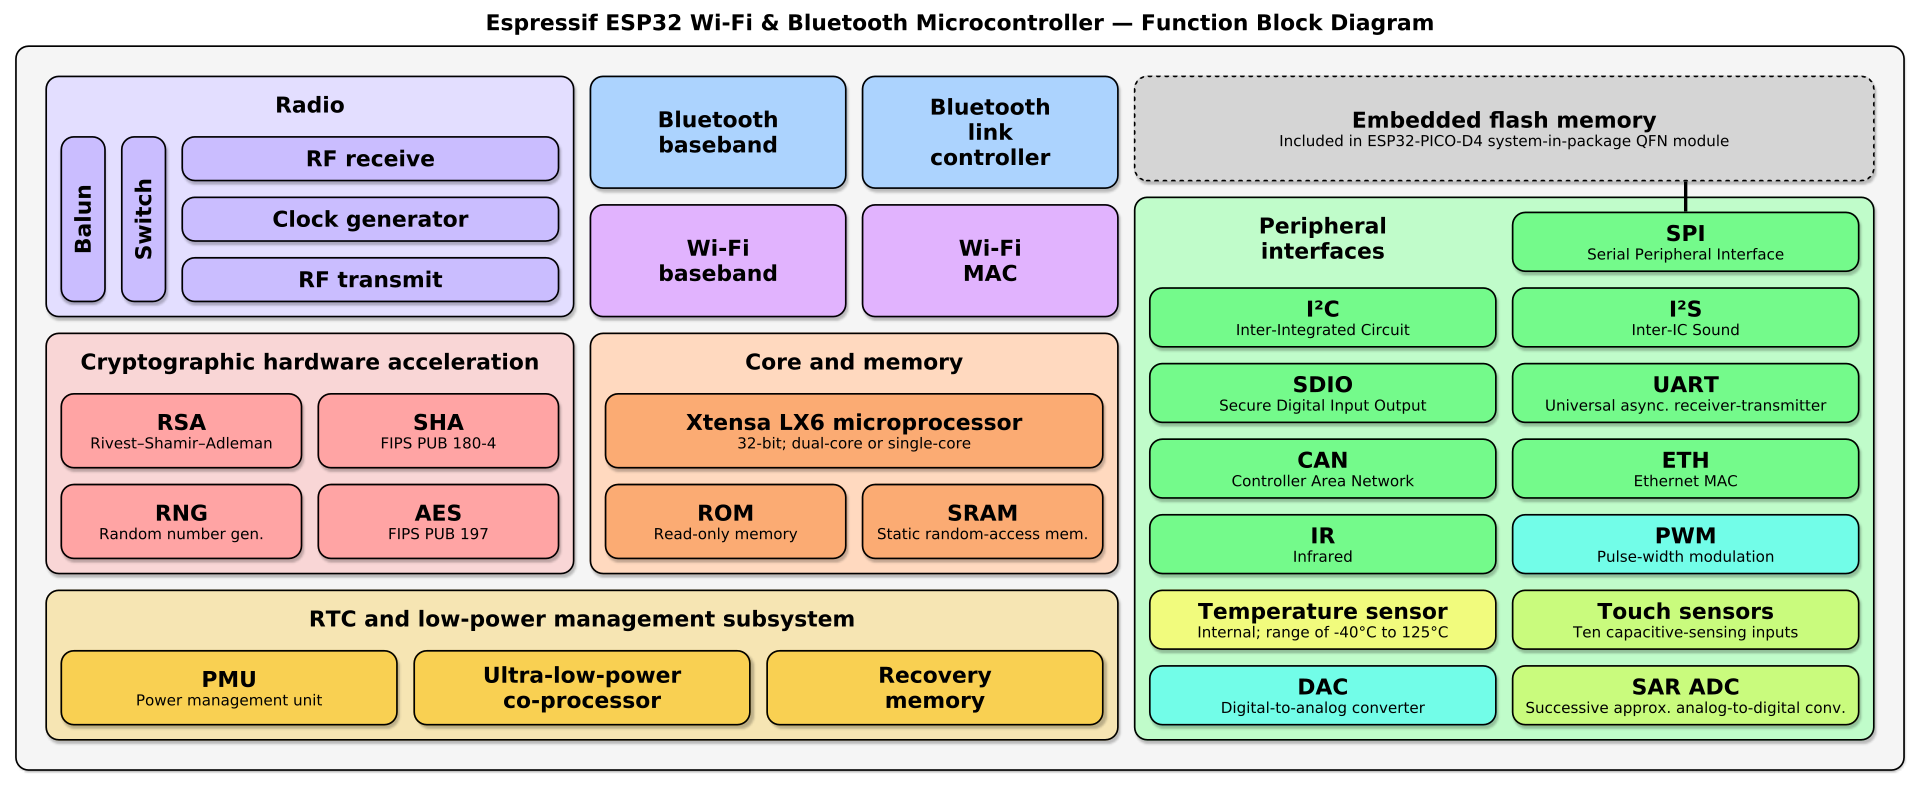 Espressif ESP32 Wi-Fi & Bluetooth Microcontroller — Function Block Diagram
Radio
Balun
Switch
RF receive
Clock generator
RF transmit
Bluetooth
baseband
Bluetooth
link
controller
Wi-Fi
baseband
Wi-Fi
MAC
Embedded flash memory
Included in ESP32-PICO-D4 system-in-package QFN module
Cryptographic hardware acceleration
RSA
Rivest–Shamir–Adleman
SHA
FIPS PUB 180-4
RNG
Random number gen.
AES
FIPS PUB 197
Core and memory
Xtensa LX6 microprocessor
32-bit; dual-core or single-core
ROM
Read-only memory
SRAM
Static random-access mem.
RTC and low-power management subsystem
PMU
Power management unit
Ultra-low-power
co-processor
Recovery
memory
Peripheral
interfaces
SPI
Serial Peripheral Interface
I²C
Inter-Integrated Circuit
I²S
Inter-IC Sound
SDIO
Secure Digital Input Output
UART
Universal async. receiver-transmitter
CAN
Controller Area Network
ETH
Ethernet MAC
IR
Infrared
PWM
Pulse-width modulation
Temperature sensor
Internal; range of -40°C to 125°C
Touch sensors
Ten capacitive-sensing inputs
DAC
Digital-to-analog converter
SAR ADC
Successive approx. analog-to-digital conv.